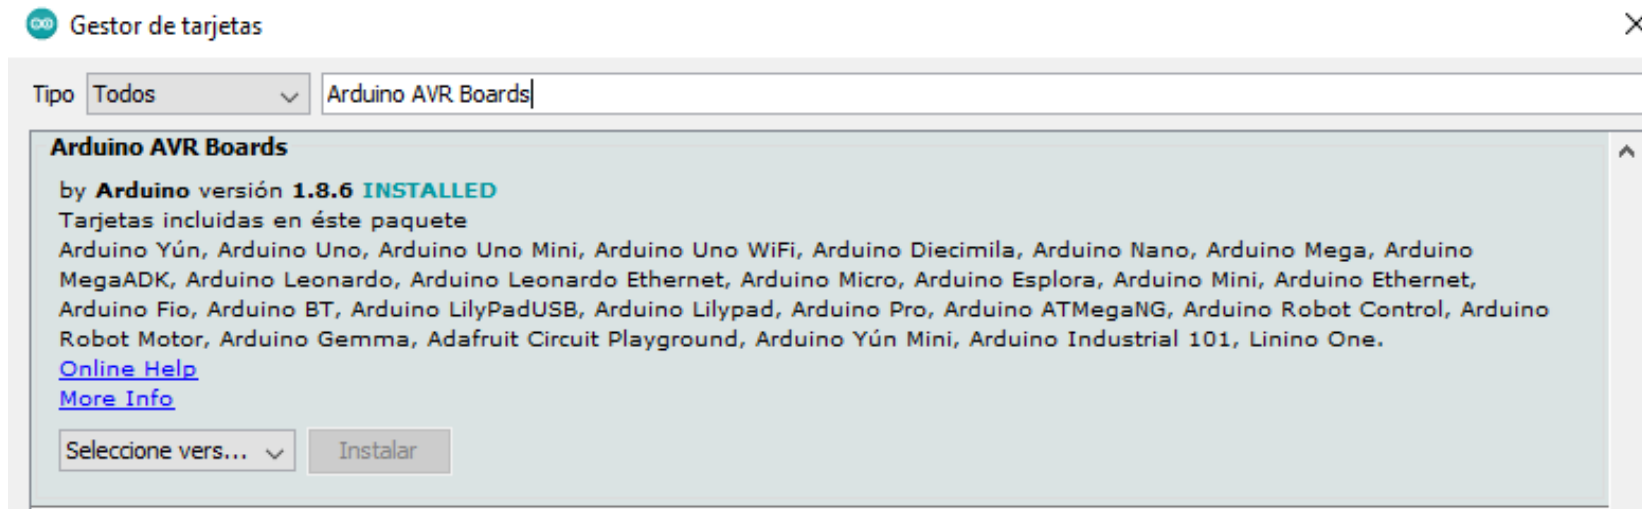 Gestor de tarjetas
Tipo Todos Arduino AVR Boards
Arduino AVR Boards
by Arduino versión 1.8.6 INSTALLED
Tarjetas incluidas en éste paquete
Arduino Yún, Arduino Uno, Arduino Uno Mini, Arduino Uno WiFi, Arduino Diecimila, Arduino Nano, Arduino Mega, Arduino
MegaADK, Arduino Leonardo, Arduino Leonardo Ethernet, Arduino Micro, Arduino Esplora, Arduino Mini, Arduino Ethernet,
Arduino Fio, Arduino BT, Arduino LilyPadUSB, Arduino Lilypad, Arduino Pro, Arduino ATMegaNG, Arduino Robot Control, Arduino
Robot Motor, Arduino Gemma, Adafruit Circuit Playground, Arduino Yún Mini, Arduino Industrial 101, Linino One.
Online Help
More Info
Seleccione vers... Instalar